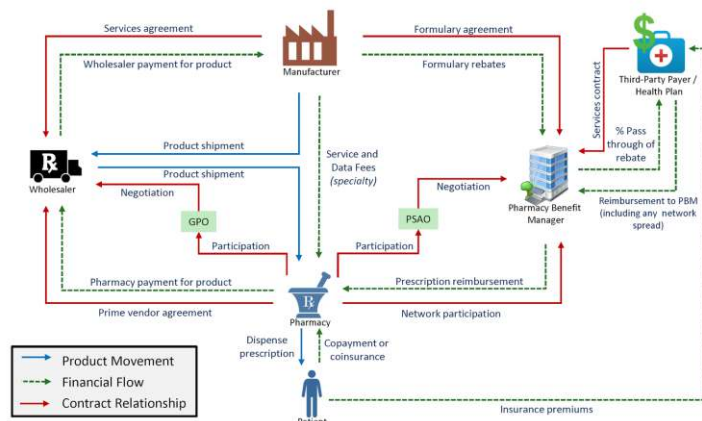 Services agreement
Formulary agreement
Wholesaler payment for product
Manufacturer
Formulary rebates
Third-Party Payer /
Health Plan
Services contract
Product shipment
Product shipment
Service and
Data Fees
(specialty)
% Pass
through of
rebate
Rx
Wholesaler
Negotiation
Negotiation
Pharmacy Benefit
Manager
Reimbursement to PBM
(including any network
spread)
GPO
PSAO
Participation
Participation
Pharmacy payment for product
Prescription reimbursement
Rx
Prime vendor agreement
Pharmacy
Network participation
Dispense
prescription
Copayment or
coinsurance
Product Movement
Financial Flow
Contract Relationship
Insurance premiums
Patient